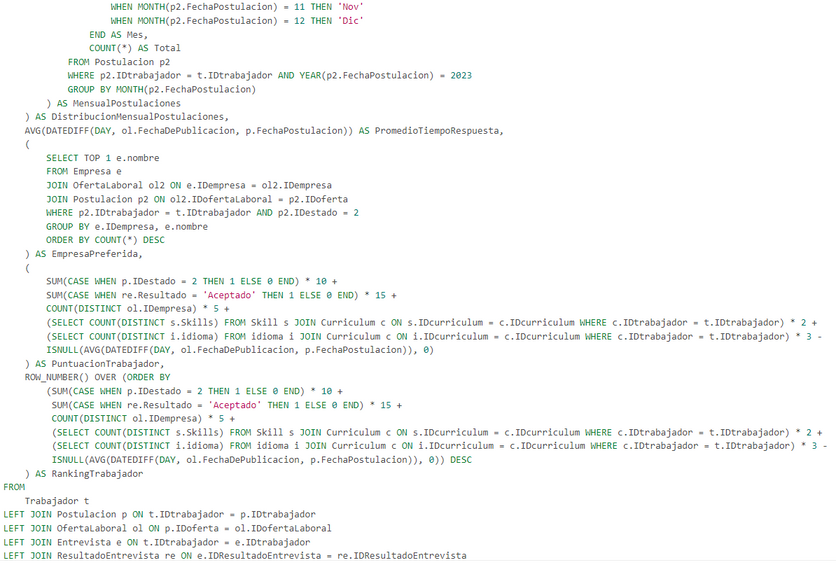 WHEN MONTH(p2.FechaPostulacion) = 11 THEN 'Nov'
WHEN MONTH(p2.FechaPostulacion) = 12 THEN 'Dic'
END AS Mes,
COUNT(*) AS Total
FROM Postulacion p2
WHERE p2.IDtrabajador = t.IDtrabajador AND YEAR(p2.FechaPostulacion) = 2023
GROUP BY MONTH(p2.FechaPostulacion)
) AS MensualPostulaciones
) AS DistribucionMensualPostulaciones,
AVG(DATEDIFF(DAY, ol.FechaDePublicacion, p.FechaPostulacion)) AS PromedioTiempoRespuesta,
(
SELECT TOP 1 e.nombre
FROM Empresa e
JOIN OfertaLaboral ol2 ON e.IDempresa = ol2.IDempresa
JOIN Postulacion p2 ON ol2.IDofertaLaboral = p2.IDoferta
WHERE p2.IDtrabajador = t.IDtrabajador AND p2.IDestado = 2
GROUP BY e.IDempresa, e.nombre
ORDER BY COUNT(*) DESC
) AS EmpresaPreferida,
(
SUM(CASE WHEN p.IDestado = 2 THEN 1 ELSE 0 END) * 10 +
SUM(CASE WHEN re.Resultado = 'Aceptado' THEN 1 ELSE 0 END) * 15 +
COUNT(DISTINCT ol.IDempresa) * 5 +
(SELECT COUNT(DISTINCT s.Skills) FROM Skill s JOIN Curriculum c ON s.IDcurriculum = c.IDcurriculum WHERE c.IDtrabajador = t.IDtrabajador) * 2 +
(SELECT COUNT(DISTINCT i.idioma) FROM idioma i JOIN Curriculum c ON i.IDcurriculum = c.IDcurriculum WHERE c.IDtrabajador = t.IDtrabajador) * 3 -
ISNULL(AVG(DATEDIFF(DAY, ol.FechaDePublicacion, p.FechaPostulacion)), 0)
) AS PuntuacionTrabajador,
ROW_NUMBER() OVER (ORDER BY
(SUM(CASE WHEN p.IDestado = 2 THEN 1 ELSE 0 END) * 10 +
SUM(CASE WHEN re.Resultado = 'Aceptado' THEN 1 ELSE 0 END) * 15 +
COUNT(DISTINCT ol.IDempresa) * 5 +
(SELECT COUNT(DISTINCT s.Skills) FROM Skill s JOIN Curriculum c ON s.IDcurriculum = c.IDcurriculum WHERE c.IDtrabajador = t.IDtrabajador) * 2 +
(SELECT COUNT(DISTINCT i.idioma) FROM idioma i JOIN Curriculum c ON i.IDcurriculum = c.IDcurriculum WHERE c.IDtrabajador = t.IDtrabajador) * 3 -
ISNULL(AVG(DATEDIFF(DAY, ol.FechaDePublicacion, p.FechaPostulacion)), 0)) DESC
) AS RankingTrabajador
FROM
Trabajador t
LEFT JOIN Postulacion p ON t.IDtrabajador = p.IDtrabajador
LEFT JOIN OfertaLaboral ol ON p.IDoferta = ol.IDofertaLaboral
LEFT JOIN Entrevista e ON t.IDtrabajador = e.IDtrabajador
LEFT JOIN ResultadoEntrevista re ON e.IDResultadoEntrevista = re.IDResultadoEntrevista